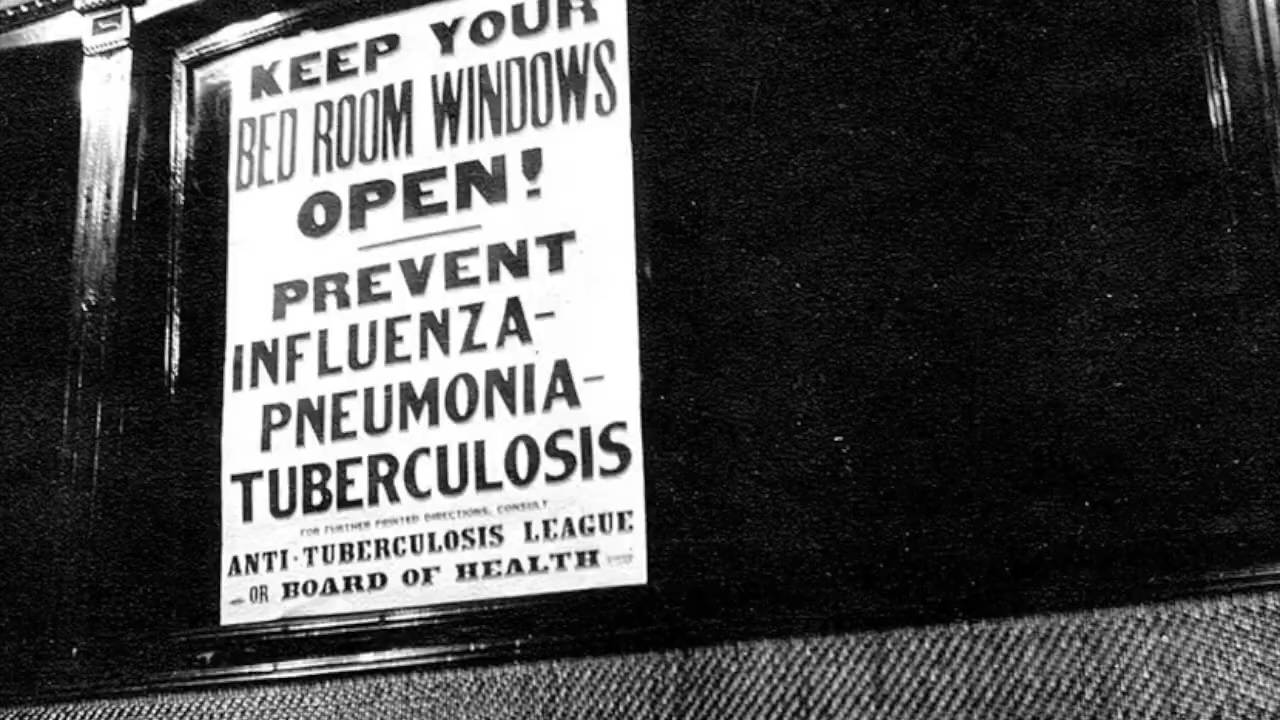 KEEP YOUR
BED ROOM WINDOWS
OPEN!
PREVENT
INFLUENZA-
PNEUMONIA-
TUBERCULOSIS
FOR FURTHER PRINTED DIRECTIONS, CONSULT
ANTI-TUBERCULOSIS LEAGUE
OR BOARD OF HEALTH